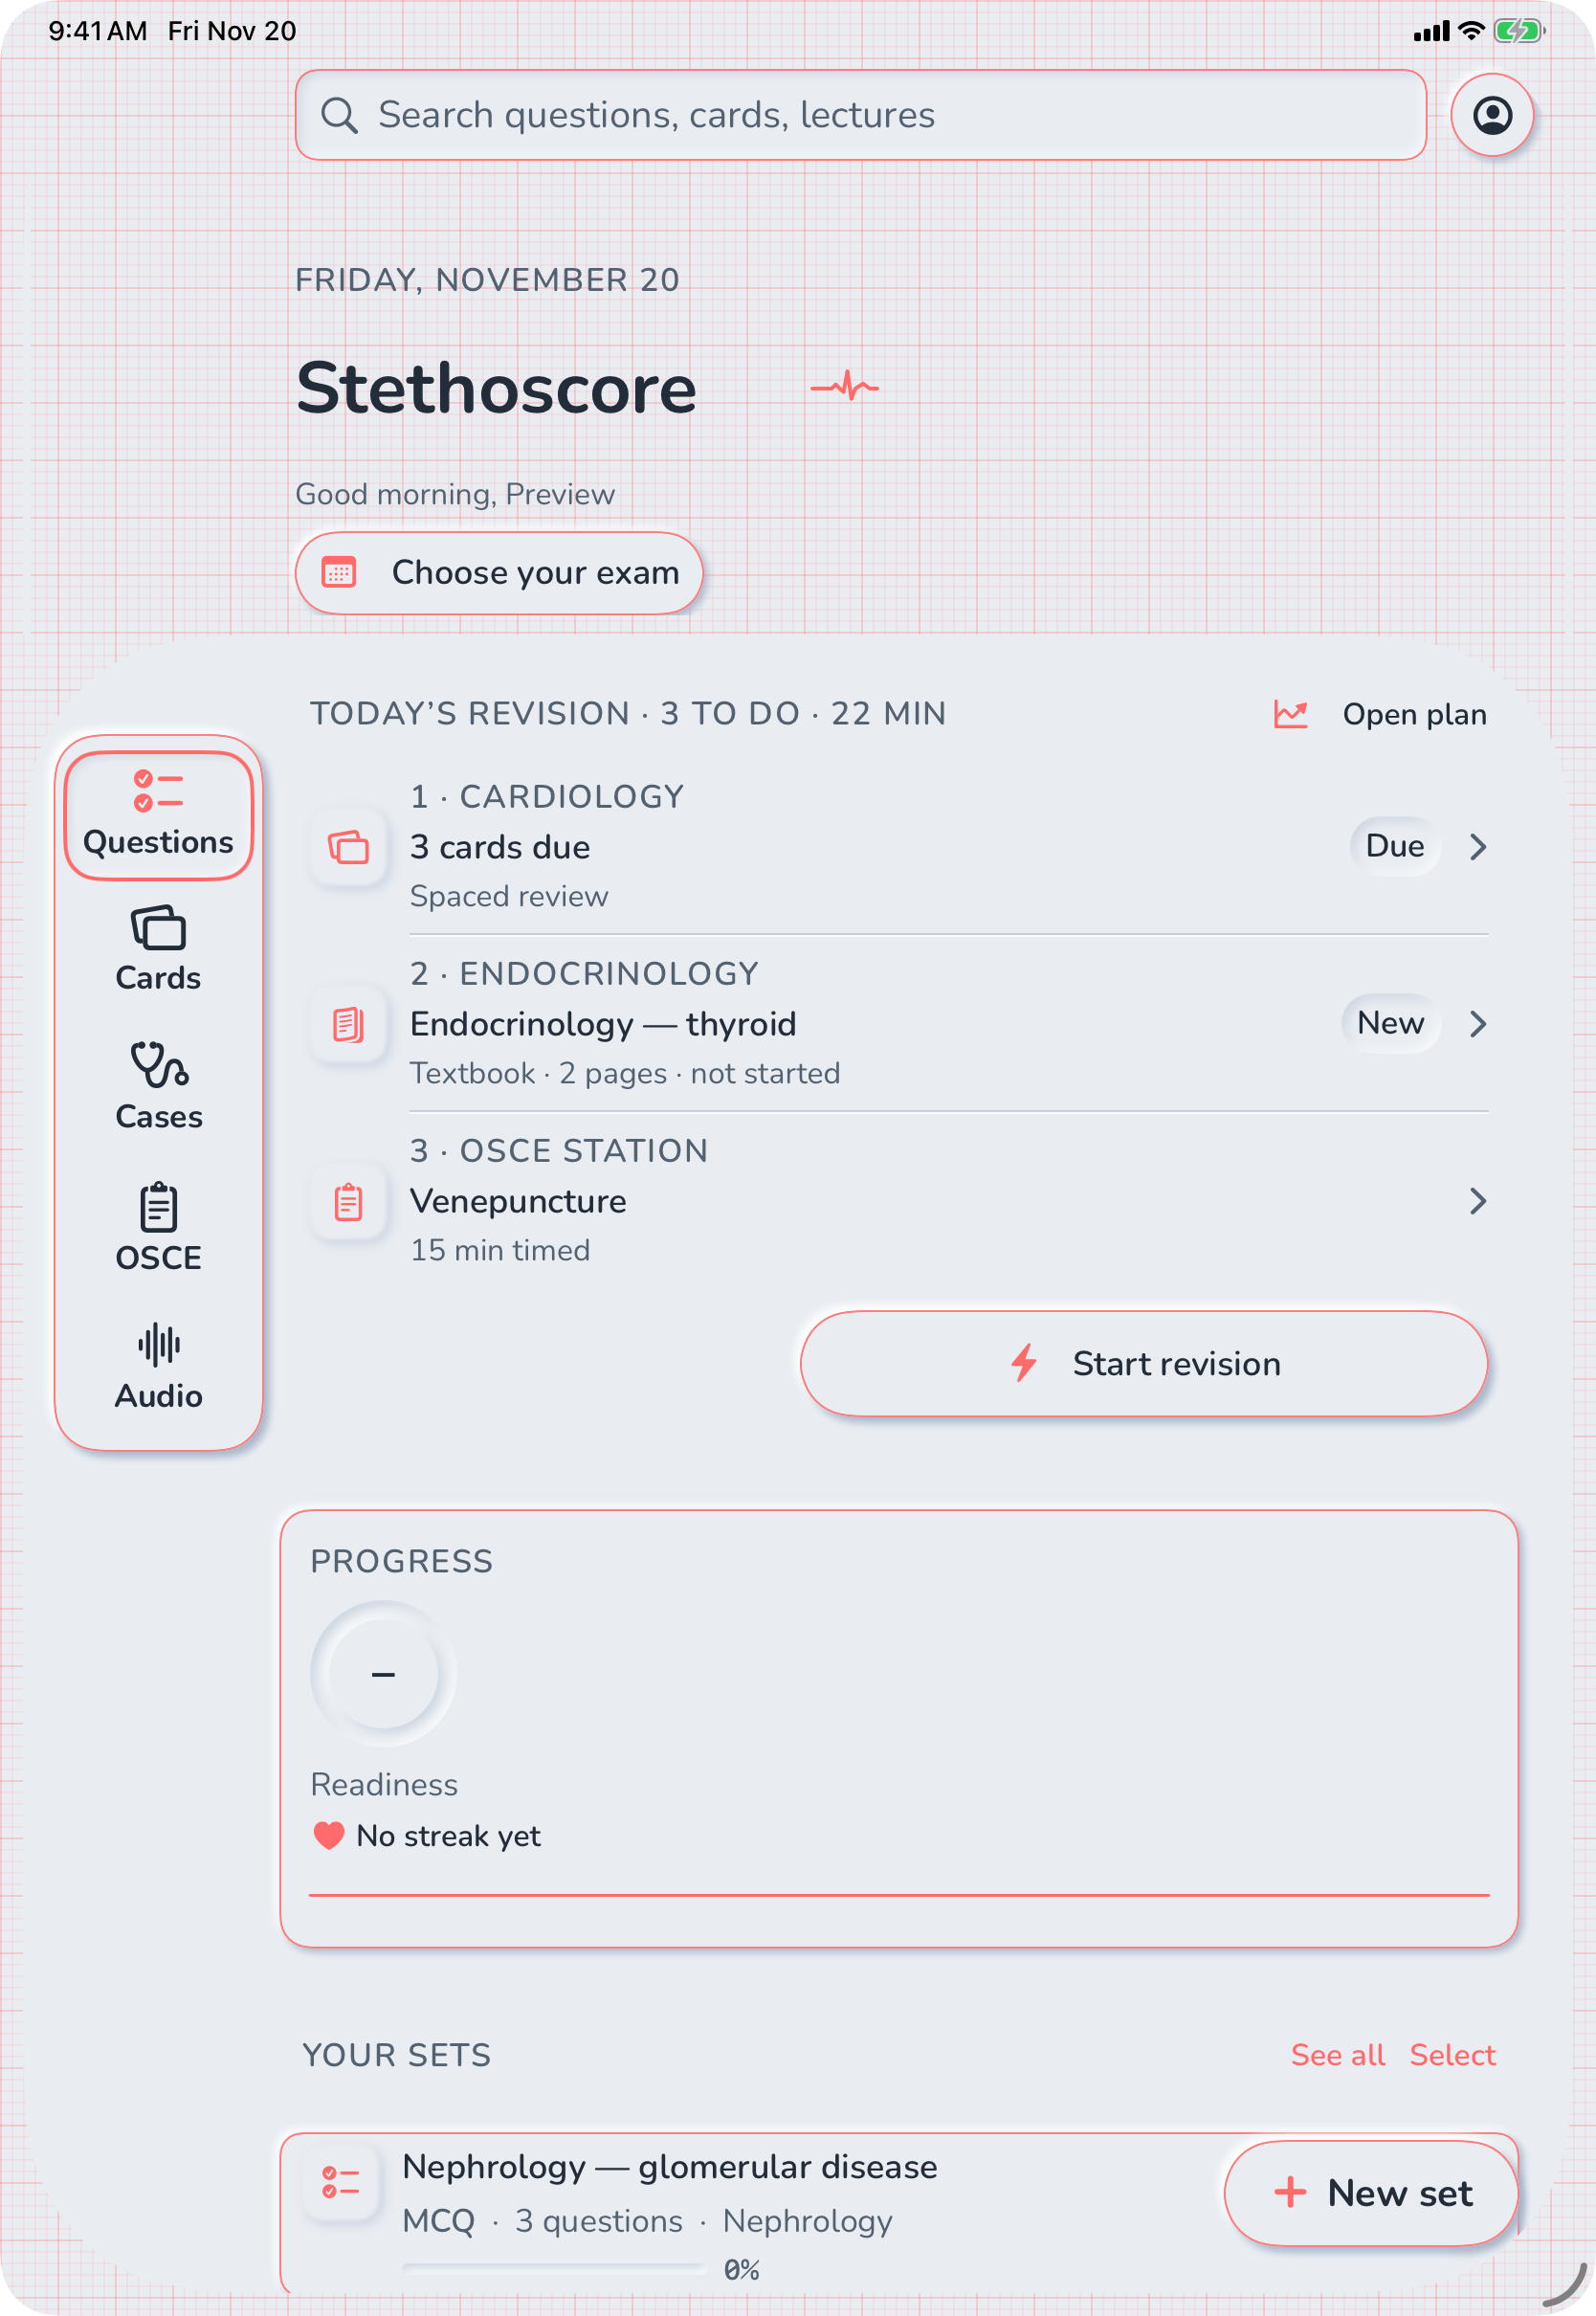 9:41 AM Fri Nov 20
Search questions, cards, lectures
FRIDAY, NOVEMBER 20
Stethoscore
Good morning, Preview
Choose your exam
TODAY’S REVISION · 3 TO DO · 22 MIN
Open plan
Questions
Cards
Cases
OSCE
Audio
1 · CARDIOLOGY
3 cards due
Spaced review
Due
2 · ENDOCRINOLOGY
Endocrinology — thyroid
Textbook · 2 pages · not started
New
3 · OSCE STATION
Venepuncture
15 min timed
Start revision
PROGRESS
–
Readiness
No streak yet
YOUR SETS
See all Select
Nephrology — glomerular disease
MCQ · 3 questions · Nephrology
0%
New set